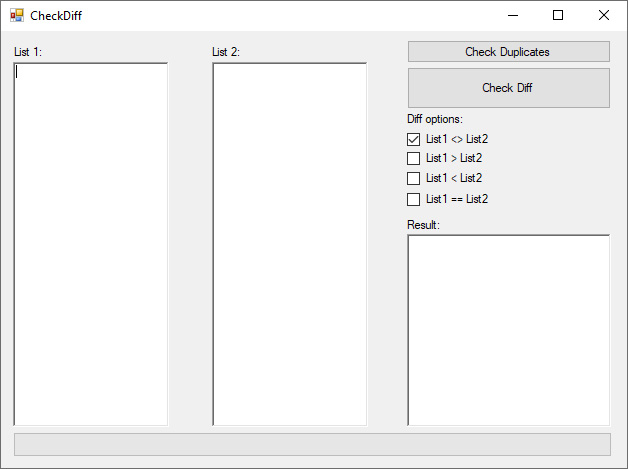 CheckDiff
List 1:
List 2:
Check Duplicates
Check Diff
Diff options:
List1 <> List2
List1 > List2
List1 < List2
List1 == List2
Result: